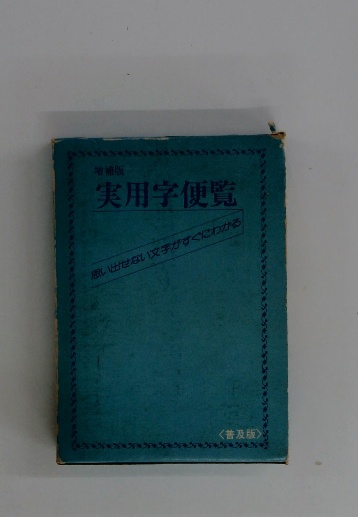 増補版
実用字便覧
思い出せない文字がすぐにわかる
〈普及版〉